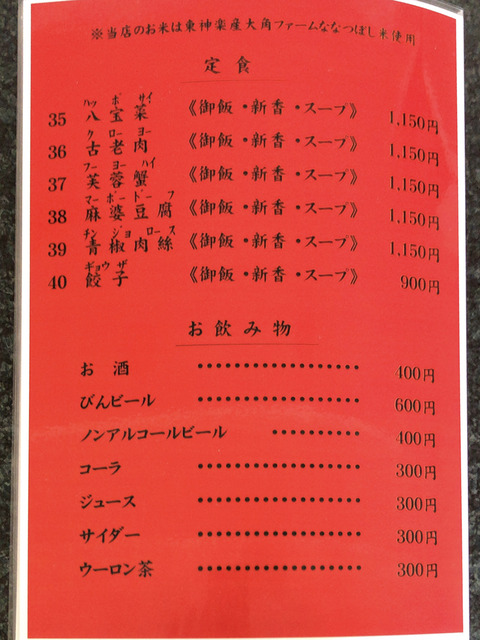 ※当店のお米は東神楽産大角ファームななつぼし米使用
定食
ハッ ポ サイ
35 八宝菜 《御飯・新香・スープ》 1,150円
ク ロー ヨー
36 古老肉 《御飯・新香・スープ》 1,150円
フー ヨー ハイ
37 芙蓉蟹 《御飯・新香・スープ》 1,150円
マー ボー ドー フ
38 麻婆豆腐 《御飯・新香・スープ》 1,150円
チン ジョ ロー ス
39 青椒肉絲 《御飯・新香・スープ》 1,150円
ギョウ ザ
40 餃子 《御飯・新香・スープ》 900円
お飲み物
お酒 ・・・・・・・・・・・・・・・・・・ 400円
びんビール ・・・・・・・・・・・・・・・・・・ 600円
ノンアルコールビール ・・・・・・・・・・ 400円
コーラ ・・・・・・・・・・・・・・・・・・ 300円
ジュース ・・・・・・・・・・・・・・・・・・ 300円
サイダー ・・・・・・・・・・・・・・・・・・ 300円
ウーロン茶 ・・・・・・・・・・・・・・・・・・ 300円